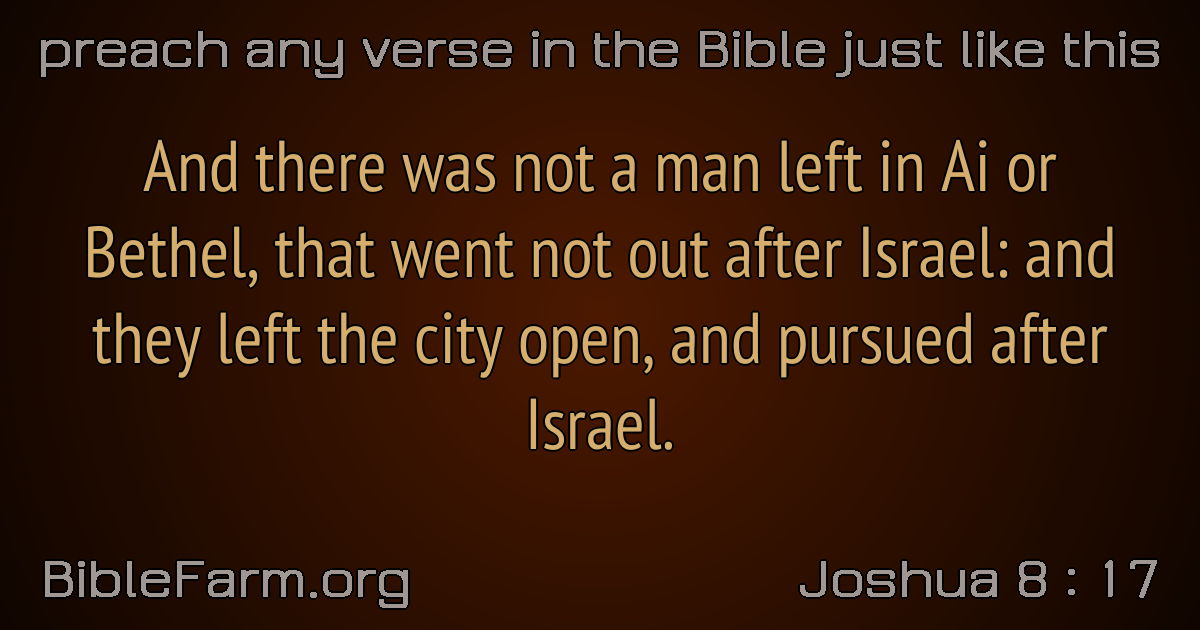 preach any verse in the Bible just like this
And there was not a man left in Ai or
Bethel, that went not out after Israel: and
they left the city open, and pursued after
Israel.
BibleFarm.org
Joshua 8 : 17